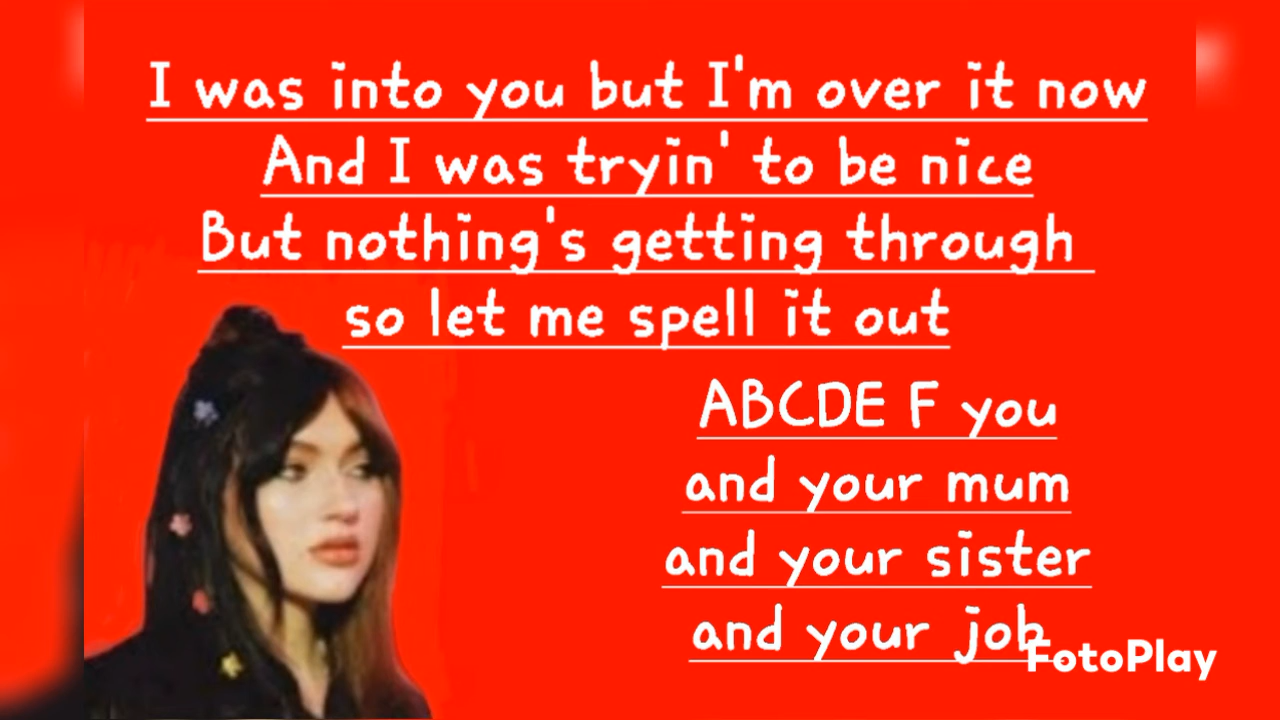 I was into you but I'm over it now
And I was tryin' to be nice
But nothing's getting through
so let me spell it out
ABCDE F you
and your mum
and your sister
and your job
FotoPlay